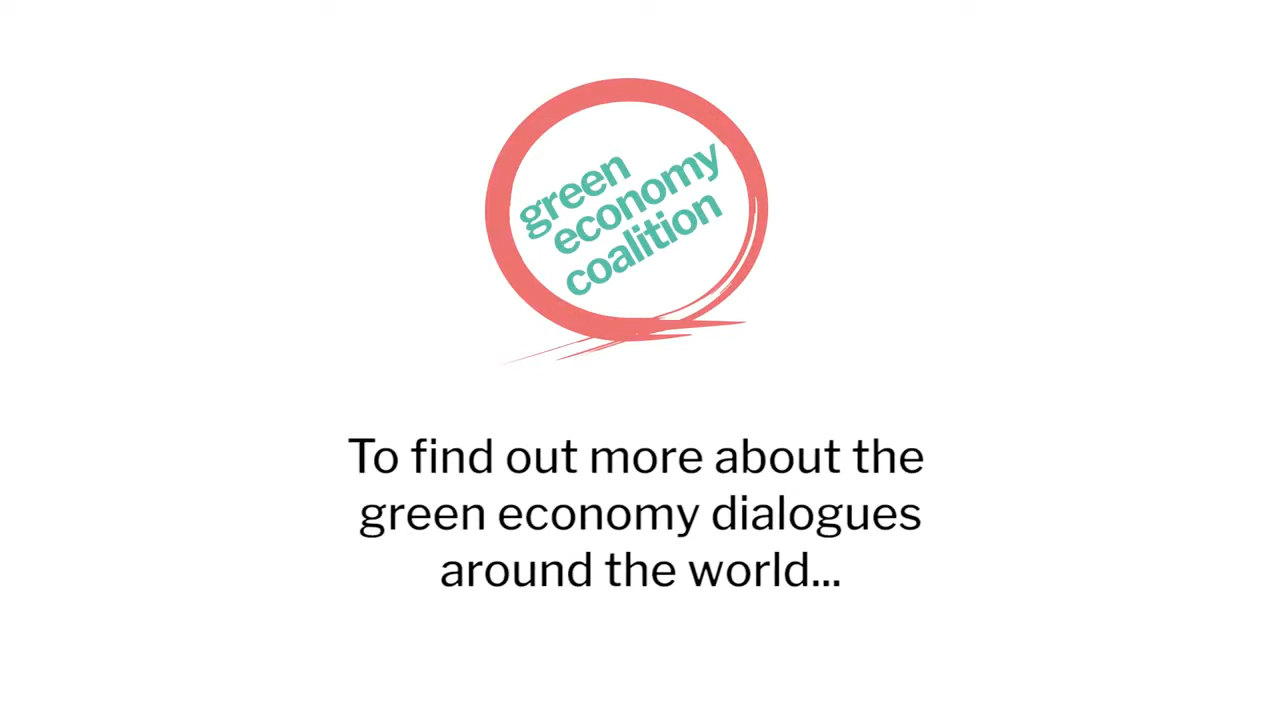 green
economy
coalition
To find out more about the
green economy dialogues
around the world...